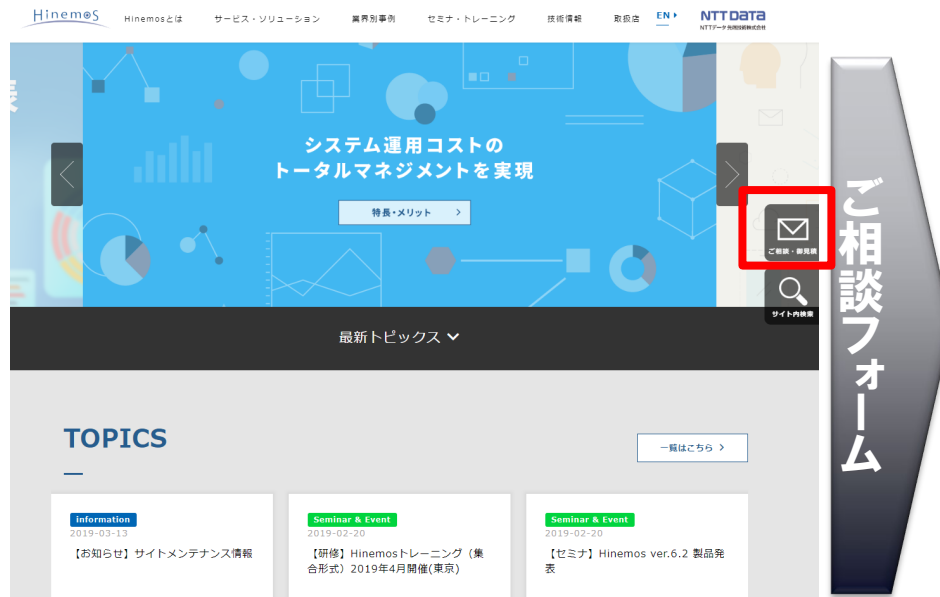 Hinemos
Hinemosとは
サービス・ソリューション
業界別事例
セミナ・トレーニング
技術情報
取扱店
EN
NTT DATA
NTTデータ先端技術株式会社
様
システム運用コストの
トータルマネジメントを実現
特長・メリット
ご相談・御見積
サイト内検索
ご相談フォーム
最新トピックス
TOPICS
一覧はこちら
information
2019-03-13
【お知らせ】サイトメンテナンス情報
Seminar & Event
2019-02-20
【研修】Hinemosトレーニング（集
合形式）2019年4月開催(東京)
Seminar & Event
2019-02-20
【セミナ】Hinemos ver.6.2 製品発
表